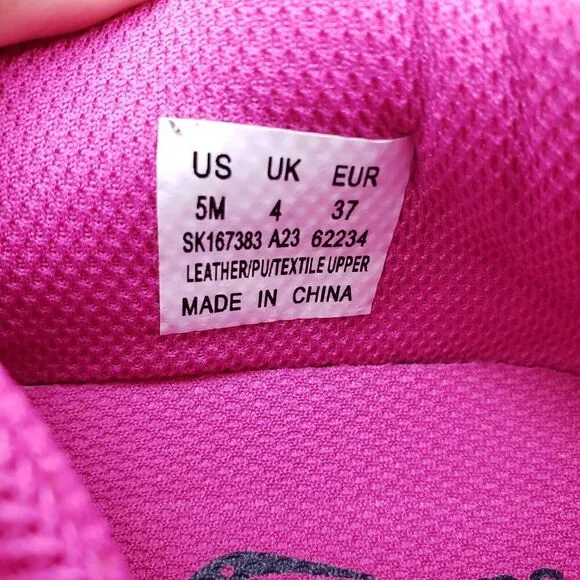 US UK EUR
5M 4 37
SK167383 A23 62234
LEATHER/PU/TEXTILE UPPER
MADE IN CHINA